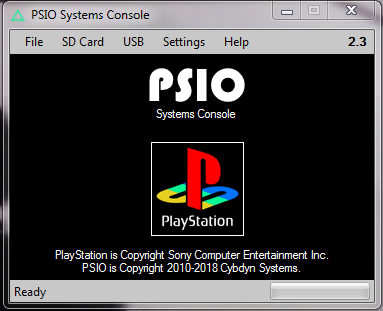 PSIO Systems Console
File SD Card USB Settings Help 2.3
PSIO
Systems Console
PlayStation
PlayStation is Copyright Sony Computer Entertainment Inc.
PSIO is Copyright 2010-2018 Cybdyn Systems.
Ready